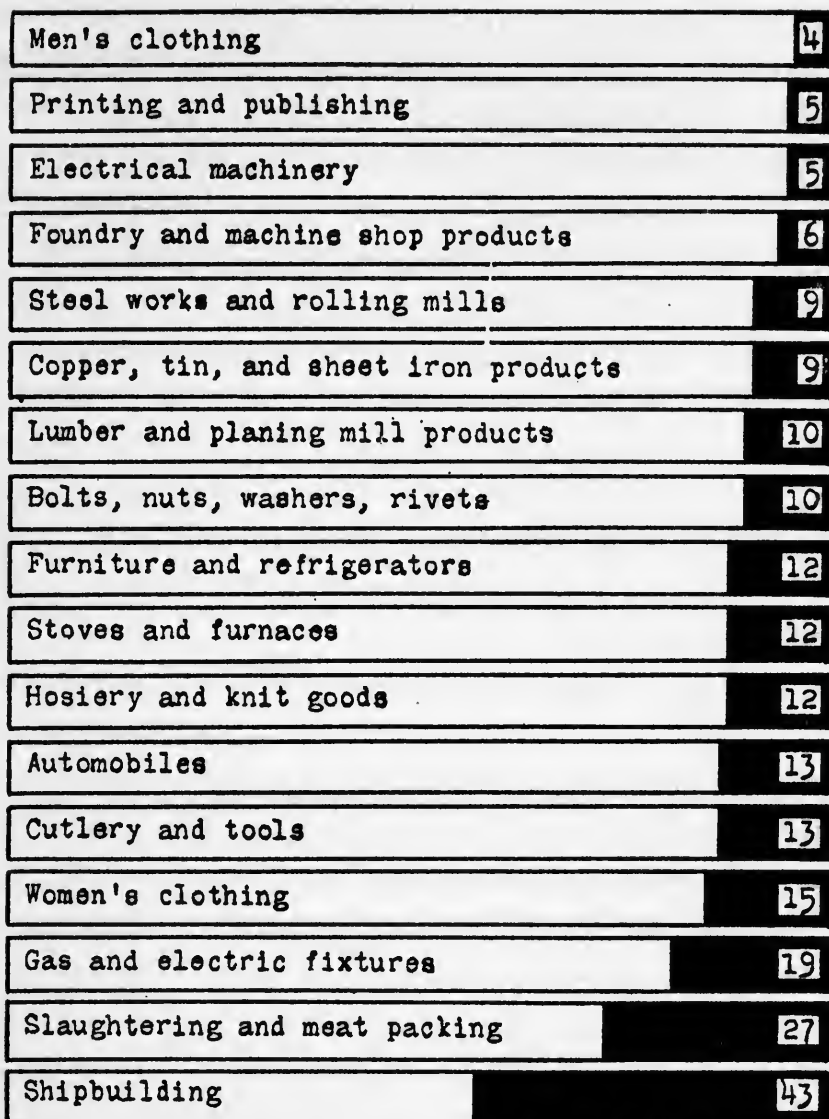 Men's clothing 4
Printing and publishing 5
Electrical machinery 5
Foundry and machine shop products 6
Steel works and rolling mills 9
Copper, tin, and sheet iron products 9
Lumber and planing mill products 10
Bolts, nuts, washers, rivets 10
Furniture and refrigerators 12
Stoves and furnaces 12
Hosiery and knit goods 12
Automobiles 13
Cutlery and tools 13
Women's clothing 15
Gas and electric fixtures 19
Slaughtering and meat packing 27
Shipbuilding 43